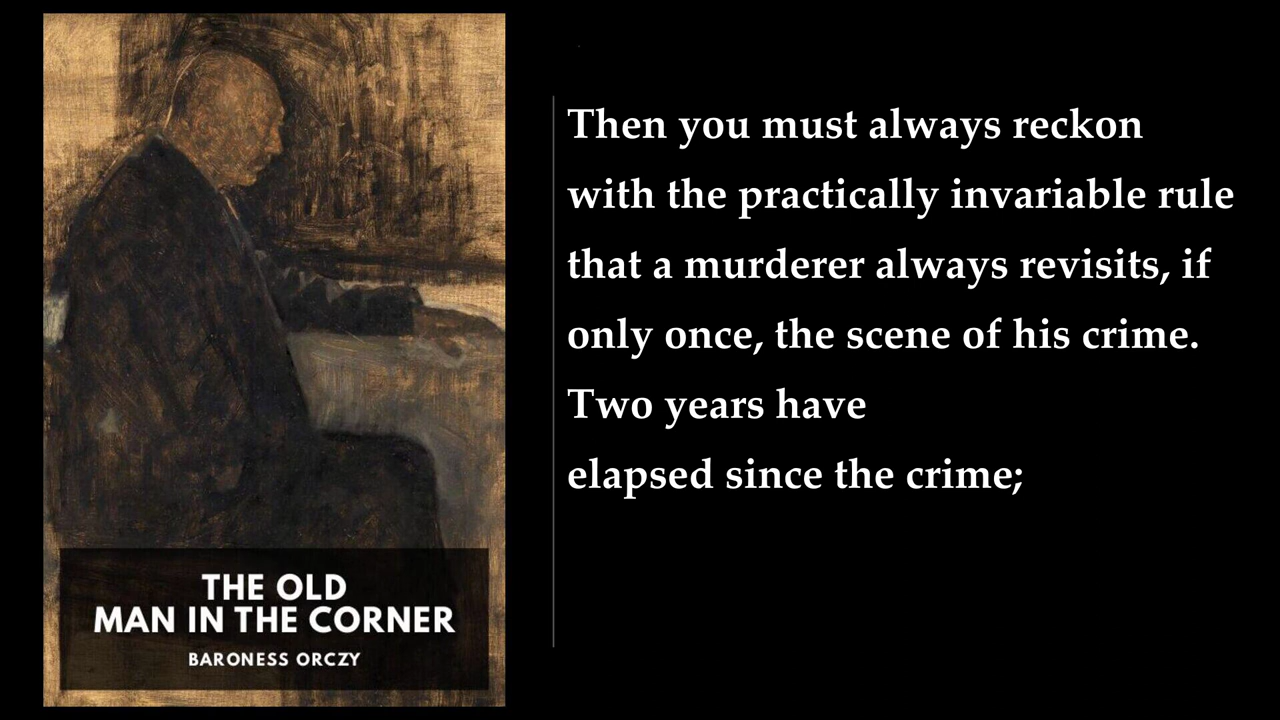 THE OLD
MAN IN THE CORNER
BARONESS ORCZY
Then you must always reckon
with the practically invariable rule
that a murderer always revisits, if
only once, the scene of his crime.
Two years have
elapsed since the crime;